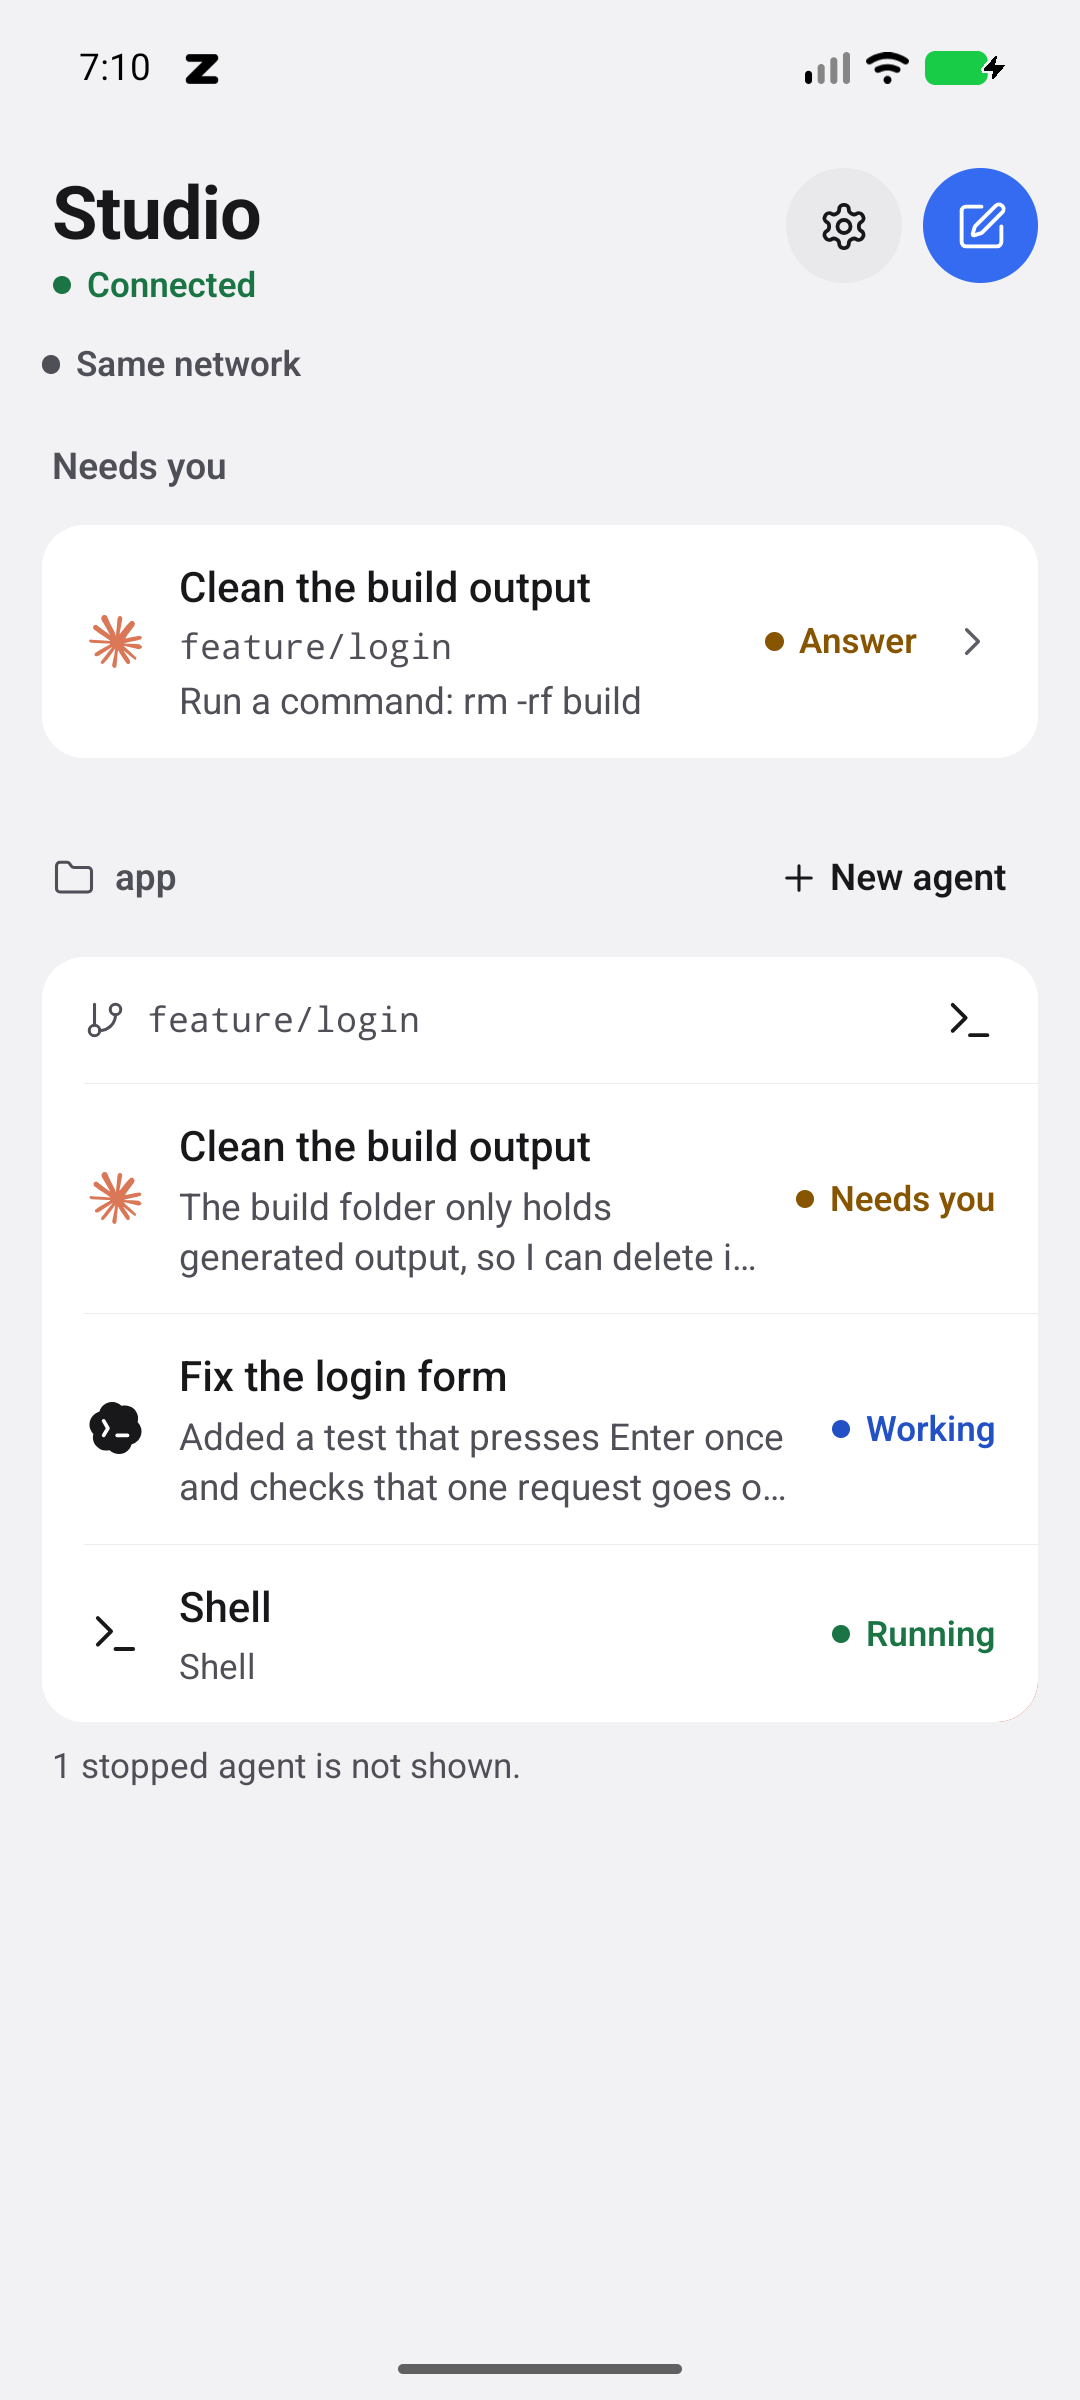 7:10
Studio
Connected
Same network
Needs you
Clean the build output
feature/login
Answer
Run a command: rm -rf build
app
New agent
feature/login
Clean the build output
The build folder only holds
generated output, so I can delete i…
Needs you
Fix the login form
Added a test that presses Enter once
and checks that one request goes o…
Working
Shell
Shell
Running
1 stopped agent is not shown.